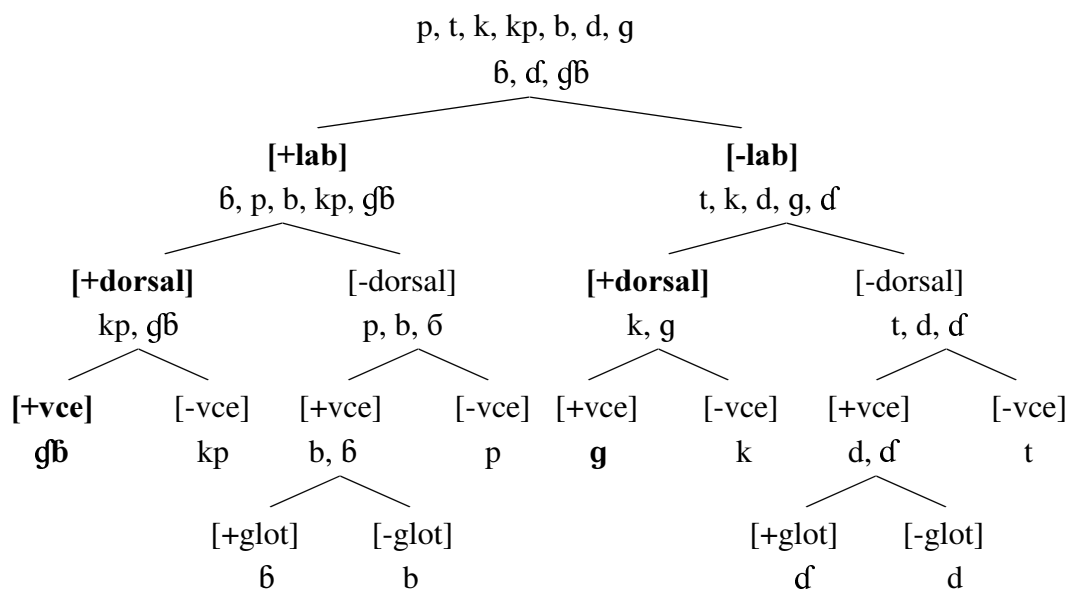 p, t, k, kp, b, d, ɡ
ɓ, ɗ, ɠɓ
[+lab] [-lab]
ɓ, p, b, kp, ɠɓ t, k, d, ɡ, ɗ
[+dorsal] [-dorsal] [+dorsal] [-dorsal]
kp, ɠɓ p, b, ɓ k, ɡ t, d, ɗ
[+vce] [-vce] [+vce] [-vce] [+vce] [-vce] [+vce] [-vce]
ɠɓ kp b, ɓ p ɡ k d, ɗ t
[+glot] [-glot] [+glot] [-glot]
ɓ b ɗ d